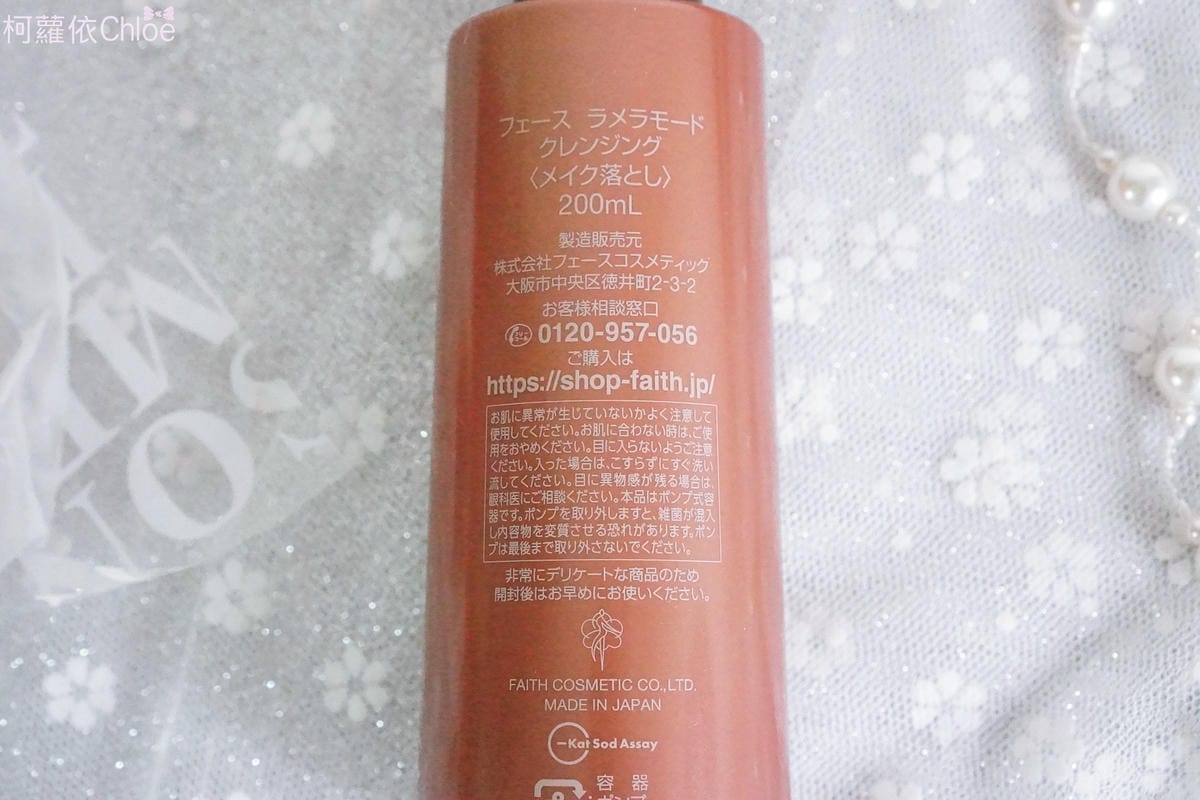 柯蘿依Chloe
フェース ラメラモード
クレンジング
〈メイク落とし〉
200mL
製造販売元
株式会社フェースコスメティック
大阪市中央区徳井町2-3-2
お客様相談窓口
0120-957-056
ご購入は
https://shop-faith.jp/
お肌に異常が生じていないかよく注意して
使用してください。お肌に合わない時は、ご使
用をおやめください。目に入らないようご注意
ください。入った場合は、こすらずにすぐ洗い
流してください。目に異物感が残る場合は、
眼科医にご相談ください。本品はポンプ式容
器です。ポンプを取り外しますと、雑菌が混入
し内容物を変質させる恐れがあります。ポン
プは最後まで取り外さないでください。
非常にデリケートな商品のため
開封後はお早めにお使いください。
FAITH COSMETIC CO.,LTD.
MADE IN JAPAN
Kat Sod Assay
容器